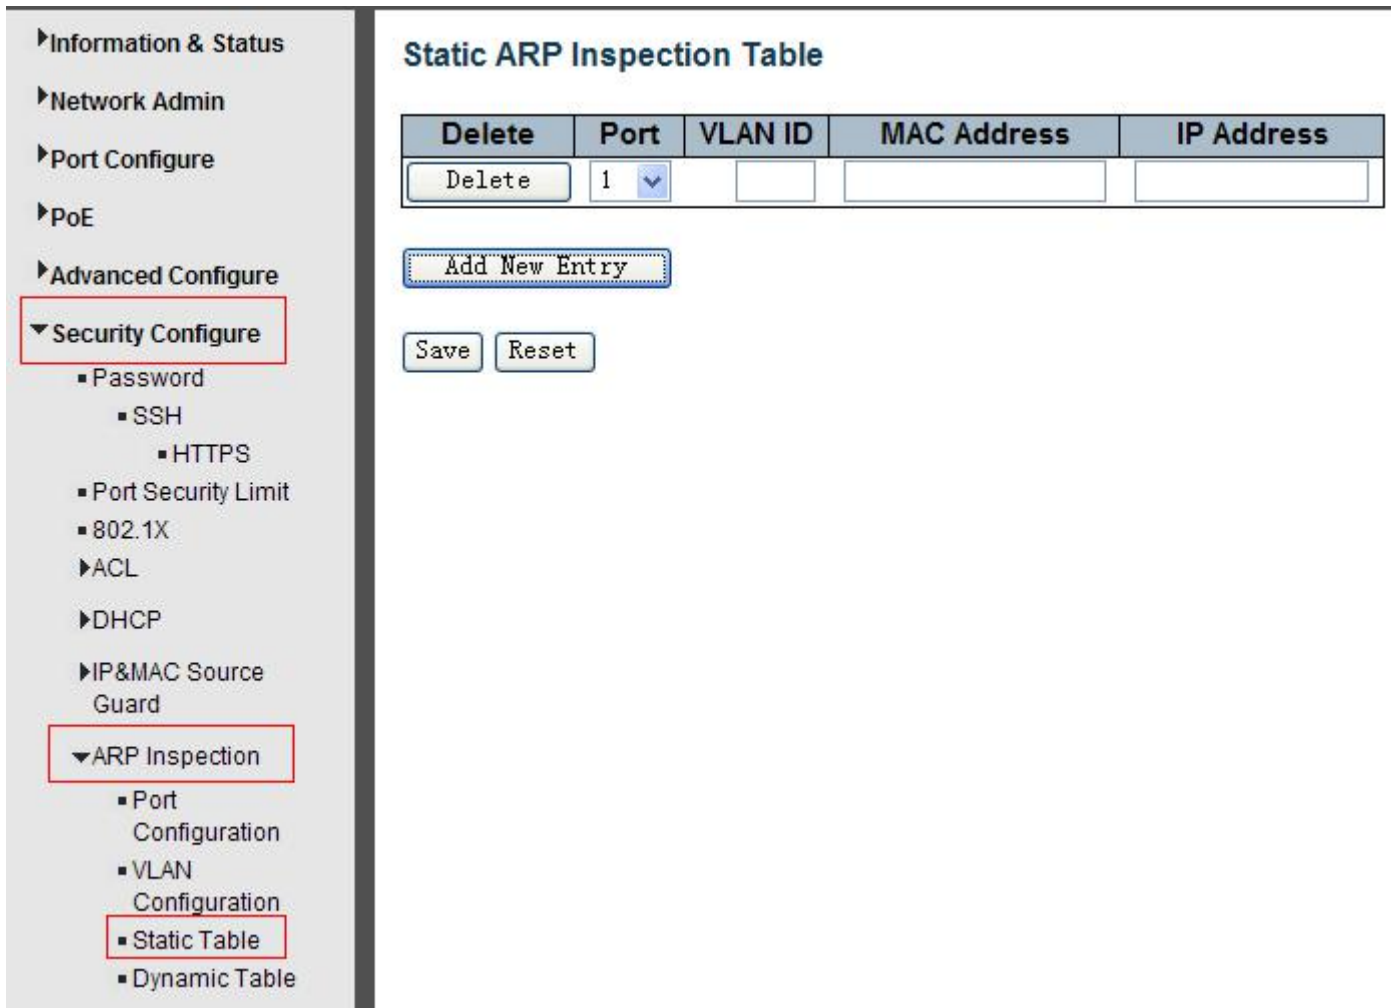 Information & Status
Network Admin
Port Configure
PoE
Advanced Configure
Security Configure
Password
SSH
HTTPS
Port Security Limit
802.1X
ACL
DHCP
IP&MAC Source
Guard
ARP Inspection
Port
Configuration
VLAN
Configuration
Static Table
Dynamic Table
Static ARP Inspection Table
Delete Port VLAN ID MAC Address IP Address
Delete 1
Add New Entry
Save Reset